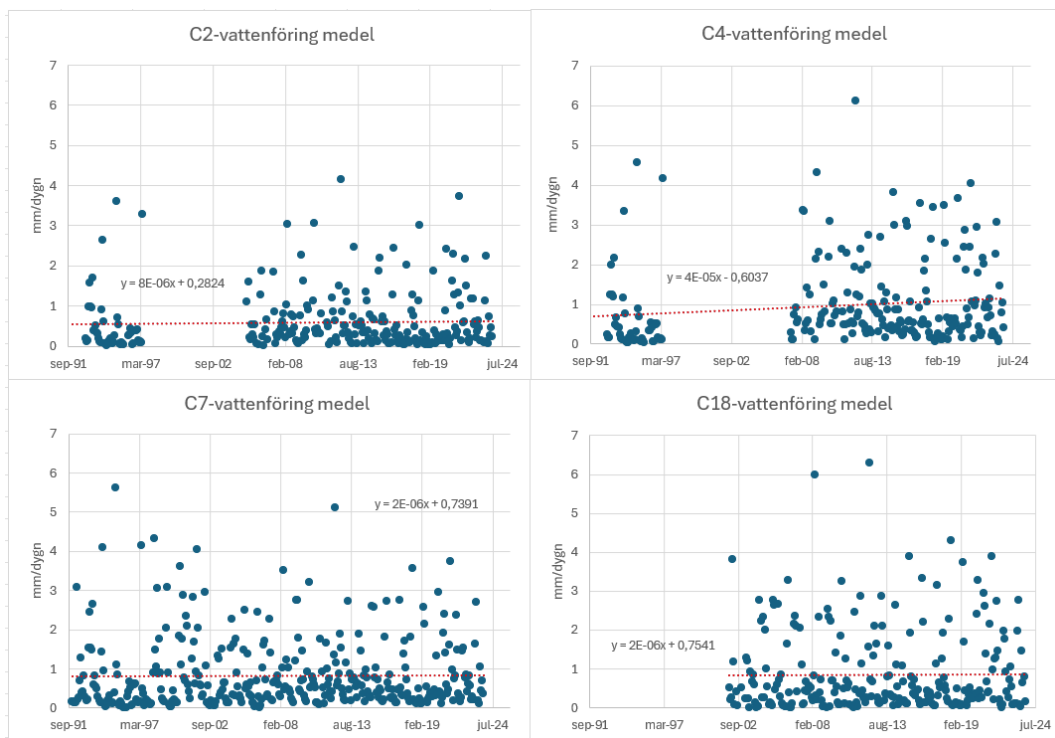 C2-vattenföring medel
7
6
5
4
3
2
1
0
mm/dygn
y = 8E-06x + 0,2824
sep-91 mar-97 sep-02 feb-08 aug-13 feb-19 jul-24
C4-vattenföring medel
7
6
5
4
3
2
1
0
mm/dygn
y = 4E-05x - 0,6037
sep-91 mar-97 sep-02 feb-08 aug-13 feb-19 jul-24
C7-vattenföring medel
7
6
5
4
3
2
1
0
mm/dygn
y = 2E-06x + 0,7391
sep-91 mar-97 sep-02 feb-08 aug-13 feb-19 jul-24
C18-vattenföring medel
7
6
5
4
3
2
1
0
mm/dygn
y = 2E-06x + 0,7541
sep-91 mar-97 sep-02 feb-08 aug-13 feb-19 jul-24